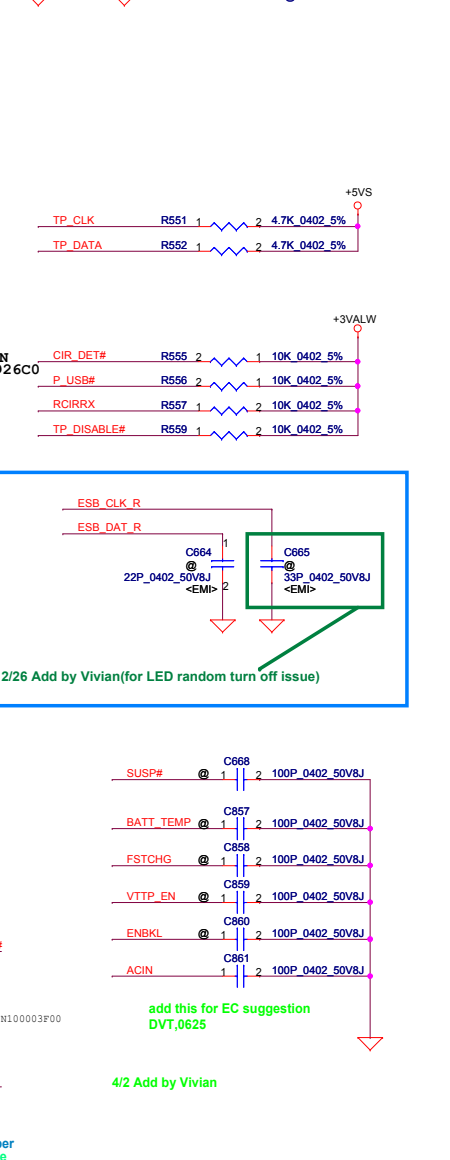 +5VS
TP_CLK R551 1 2 4.7K_0402_5%
TP_DATA R552 1 2 4.7K_0402_5%
+3VALW
CIR_DET# R555 2 1 10K_0402_5%
P_USB# R556 2 1 10K_0402_5%
RCIRRX R557 1 2 10K_0402_5%
TP_DISABLE# R559 1 2 10K_0402_5%
ESB_CLK_R
ESB_DAT_R
1
C664 C665
@ @
22P_0402_50V8J 33P_0402_50V8J
<EMI> 2 <EMI>
2/26 Add by Vivian(for LED random turn off issue)
C668
SUSP# @ 1 2 100P_0402_50V8J
C857
BATT_TEMP @ 1 2 100P_0402_50V8J
C858
FSTCHG @ 1 2 100P_0402_50V8J
C859
VTTP_EN @ 1 2 100P_0402_50V8J
C860
ENBKL @ 1 2 100P_0402_50V8J
C861
ACIN 1 2 100P_0402_50V8J
add this for EC suggestion
DVT,0625
N100003F00
4/2 Add by Vivian